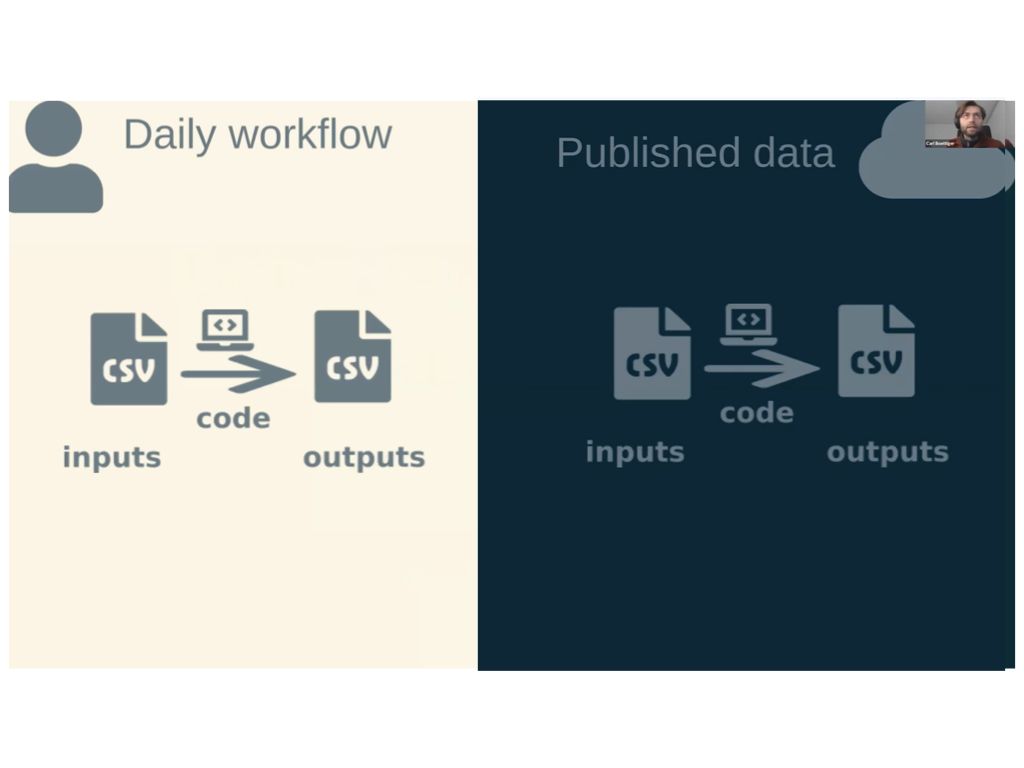 Daily workflow
CSV
CSV
code
inputs
outputs
Published data
Carl Boettiger
CSV
CSV
code
inputs
outputs